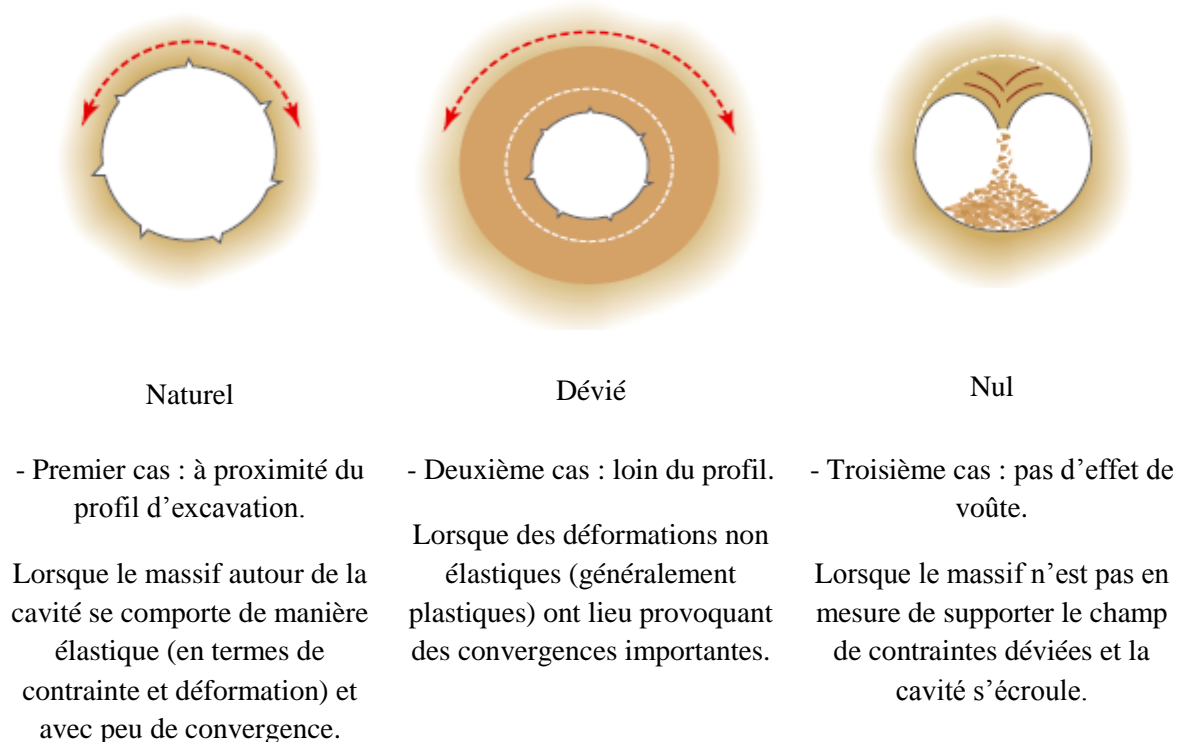 Naturel
- Premier cas : à proximité du
profil d’excavation.
Lorsque le massif autour de la
cavité se comporte de manière
élastique (en termes de
contrainte et déformation) et
avec peu de convergence.
Dévié
- Deuxième cas : loin du profil.
Lorsque des déformations non
élastiques (généralement
plastiques) ont lieu provoquant
des convergences importantes.
Nul
- Troisième cas : pas d’effet de
voûte.
Lorsque le massif n’est pas en
mesure de supporter le champ
de contraintes déviées et la
cavité s’écroule.